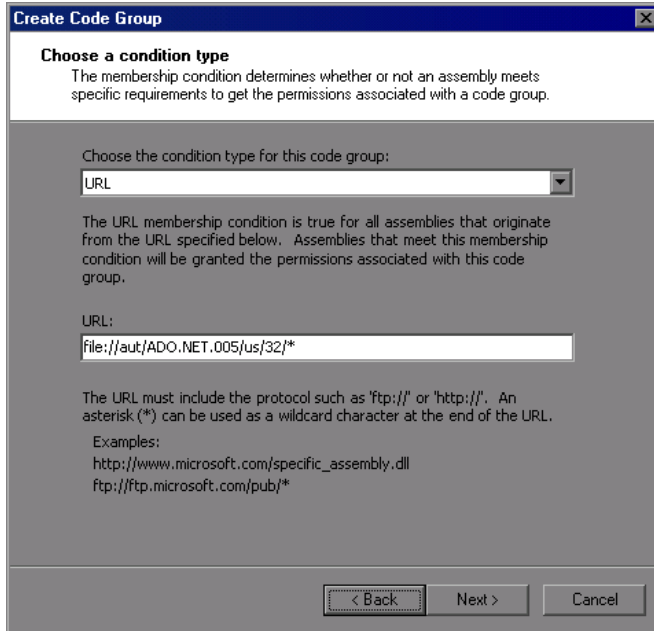 Create Code Group
Choose a condition type
The membership condition determines whether or not an assembly meets
specific requirements to get the permissions associated with a code group.
Choose the condition type for this code group:
URL
The URL membership condition is true for all assemblies that originate
from the URL specified below.  Assemblies that meet this membership
condition will be granted the permissions associated with this code
group.
URL:
file://aut/ADO.NET.005/us/32/*
The URL must include the protocol such as 'ftp://' or 'http://'.  An
asterisk (*) can be used as a wildcard character at the end of the URL.
Examples:
http://www.microsoft.com/specific_assembly.dll
ftp://ftp.microsoft.com/pub/*
< Back Next > Cancel